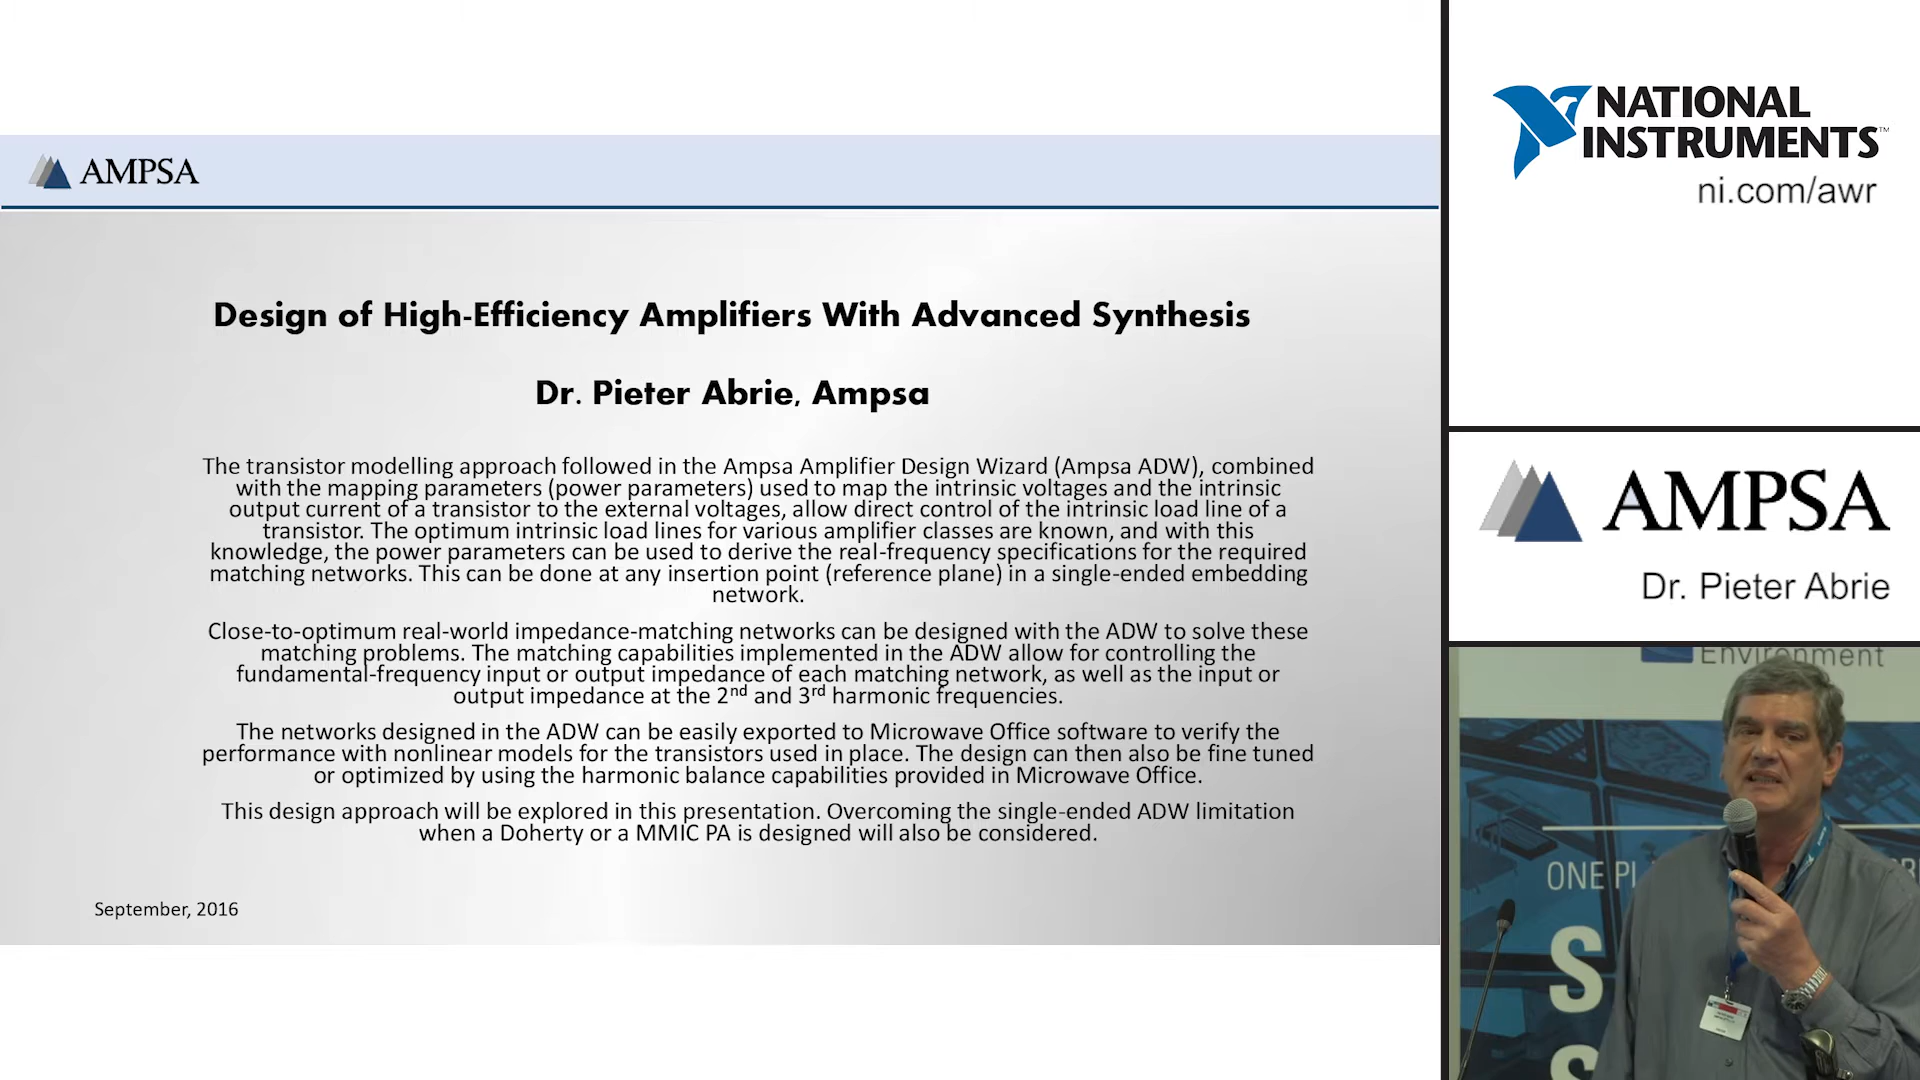 AMPSA
Design of High-Efficiency Amplifiers With Advanced Synthesis
Dr. Pieter Abrie, Ampsa
The transistor modelling approach followed in the Ampsa Amplifier Design Wizard (Ampsa ADW), combined
with the mapping parameters (power parameters) used to map the intrinsic voltages and the intrinsic
output current of a transistor to the external voltages, allow direct control of the intrinsic load line of a
transistor. The optimum intrinsic load lines for various amplifier classes are known, and with this
knowledge, the power parameters can be used to derive the real-frequency specifications for the required
matching networks. This can be done at any insertion point (reference plane) in a single-ended embedding
network.
Close-to-optimum real-world impedance-matching networks can be designed with the ADW to solve these
matching problems. The matching capabilities implemented in the ADW allow for controlling the
fundamental-frequency input or output impedance of each matching network, as well as the input or
output impedance at the 2nd and 3rd harmonic frequencies.
The networks designed in the ADW can be easily exported to Microwave Office software to verify the
performance with nonlinear models for the transistors used in place. The design can then also be fine tuned
or optimized by using the harmonic balance capabilities provided in Microwave Office.
This design approach will be explored in this presentation. Overcoming the single-ended ADW limitation
when a Doherty or a MMIC PA is designed will also be considered.
September, 2016
NATIONAL
INSTRUMENTS™
ni.com/awr
AMPSA
Dr. Pieter Abrie
Environment
ONE PL
S